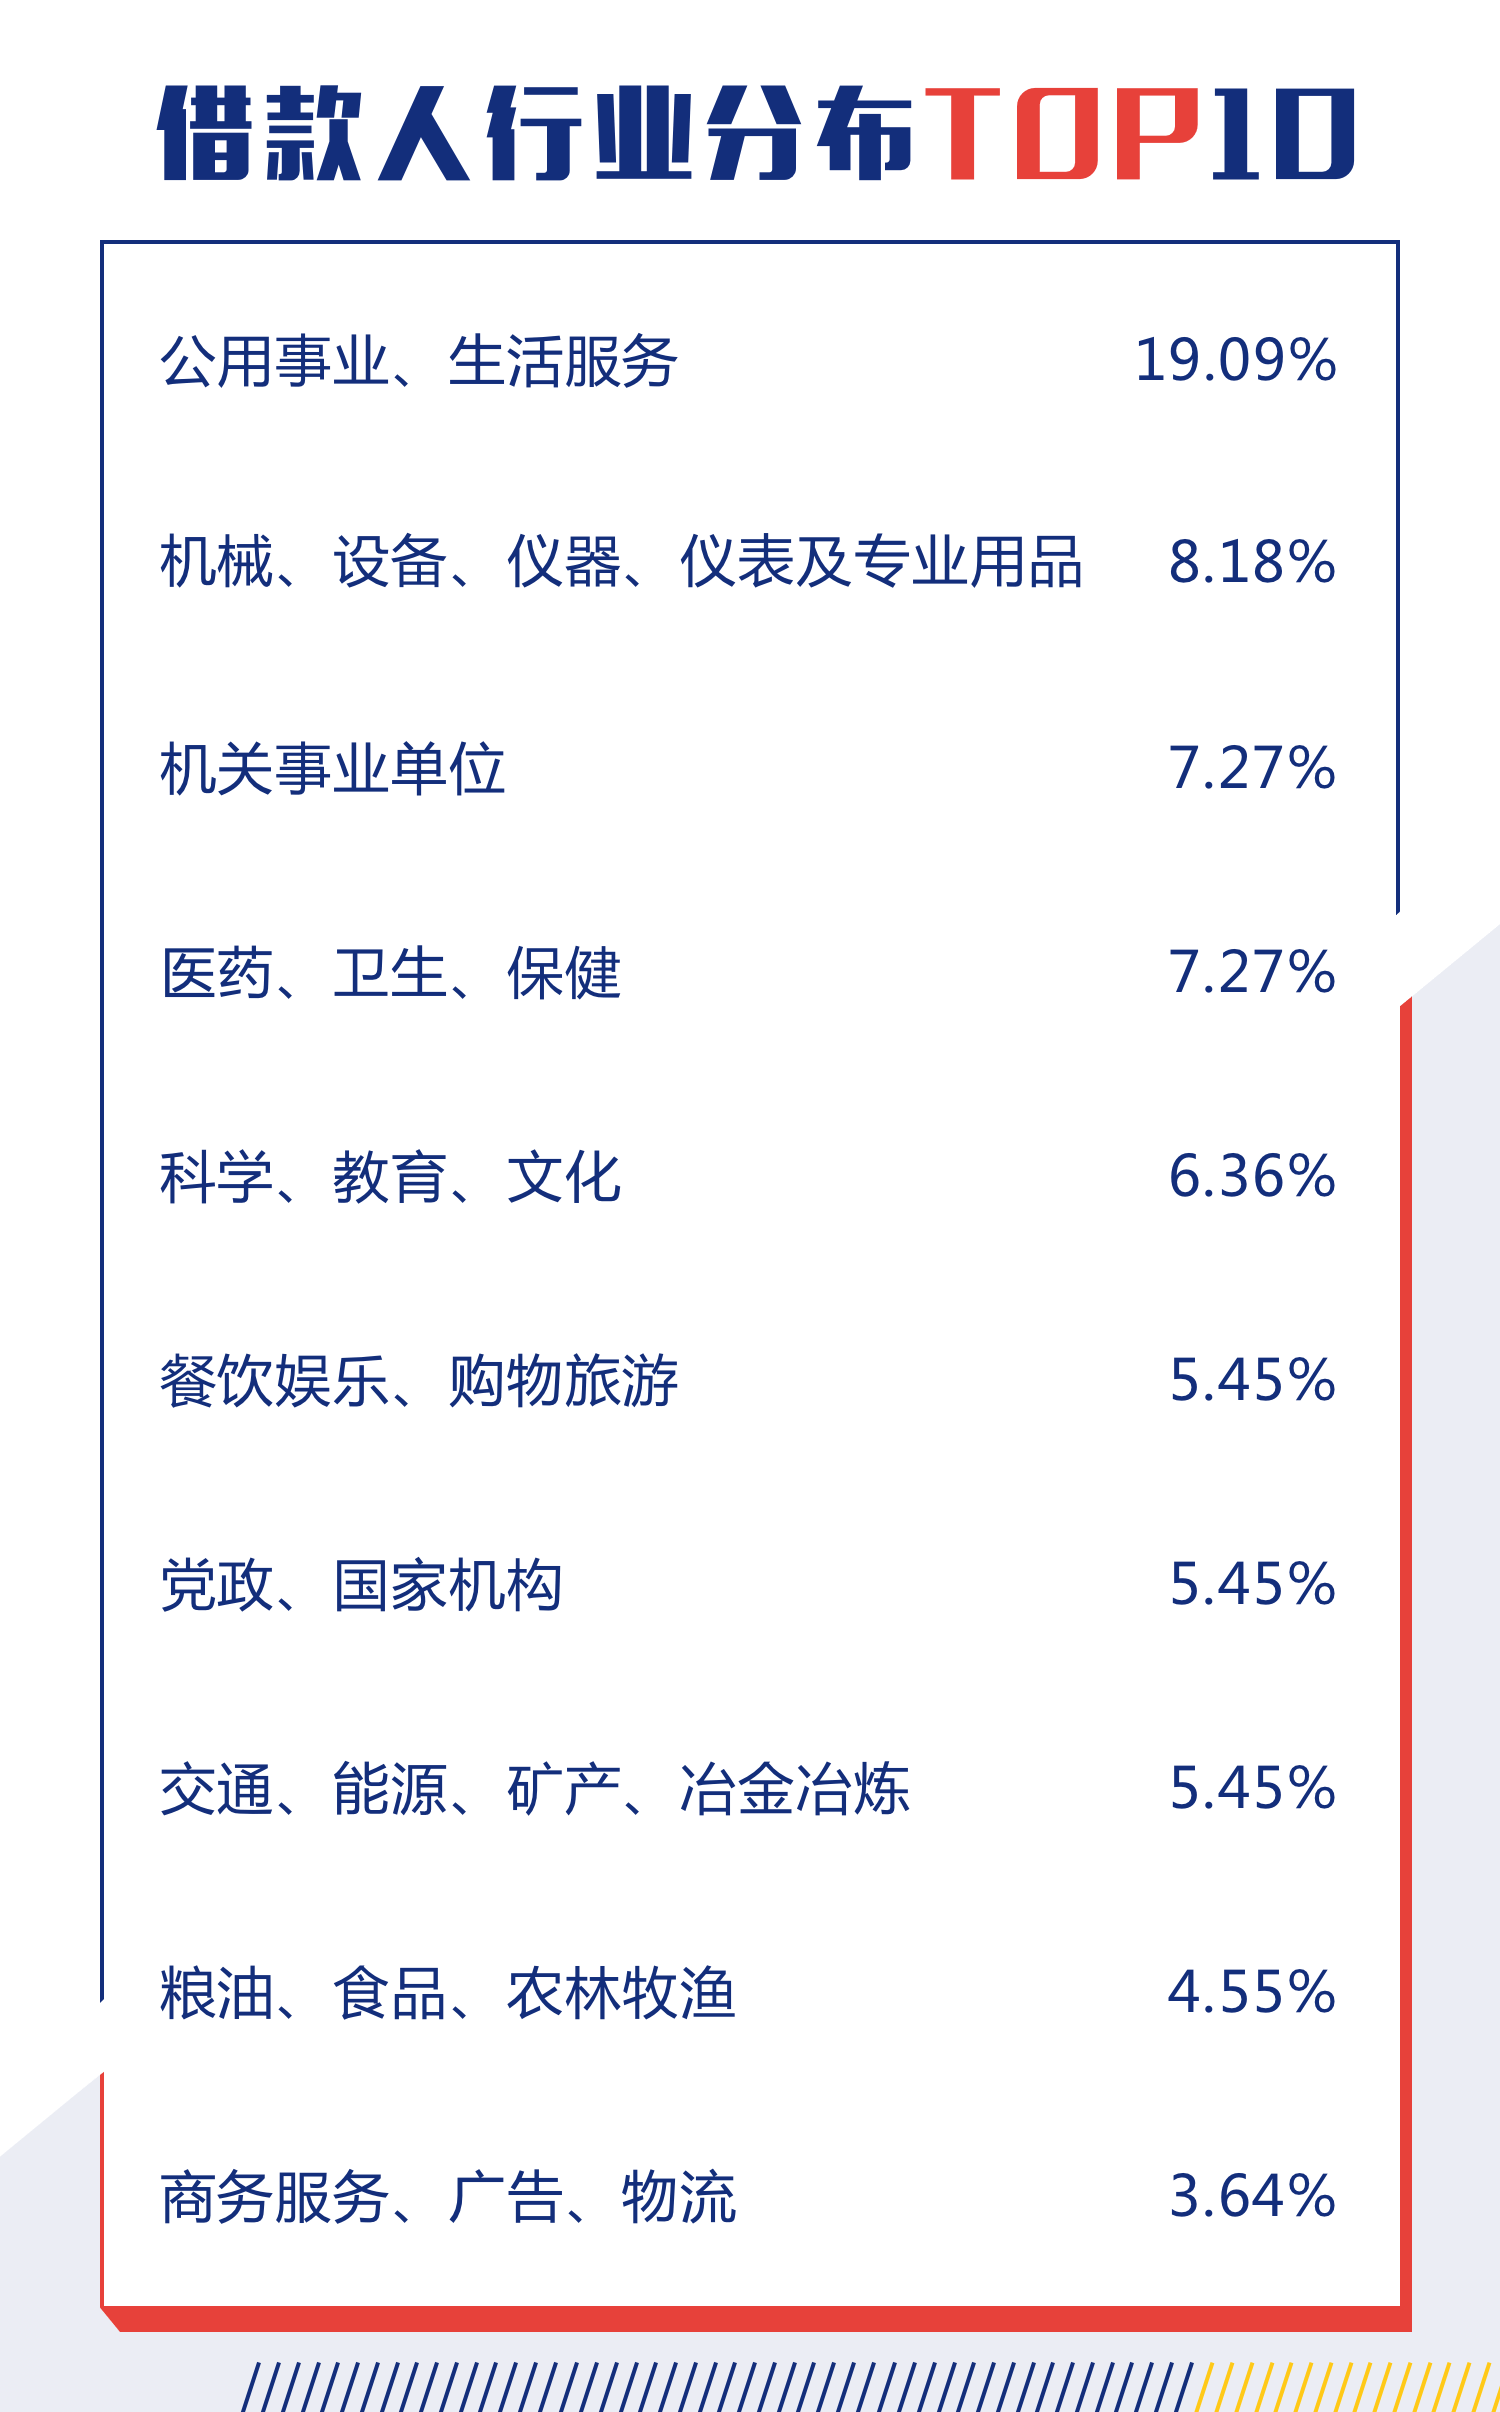 借款人行业分布TOP10
公用事业、生活服务 19.09%
机械、设备、仪器、仪表及专业用品 8.18%
机关事业单位 7.27%
医药、卫生、保健 7.27%
科学、教育、文化 6.36%
餐饮娱乐、购物旅游 5.45%
党政、国家机构 5.45%
交通、能源、矿产、冶金冶炼 5.45%
粮油、食品、农林牧渔 4.55%
商务服务、广告、物流 3.64%